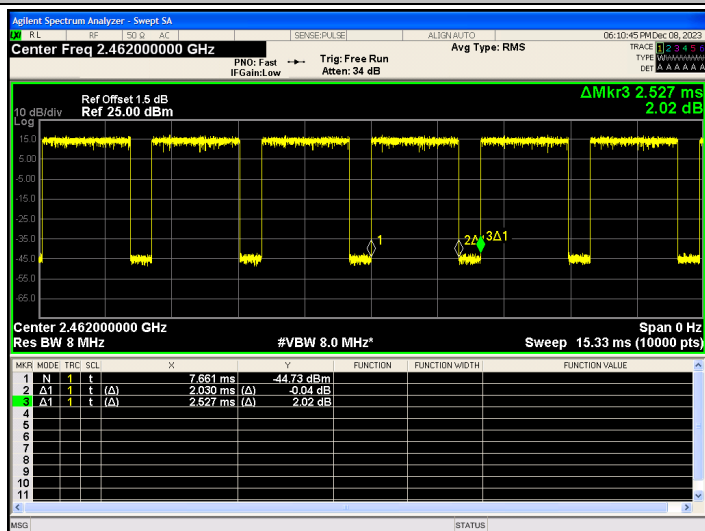 Agilent Spectrum Analyzer - Swept SA
LXI RL RF 50 Ω AC SENSE:PULSE ALIGN AUTO 06:10:45 PM Dec 08, 2023
Center Freq 2.462000000 GHz Avg Type: RMS TRACE 1 2 3 4 5 6
PNO: Fast Trig: Free Run TYPE W
IFGain:Low Atten: 34 dB DET A A A A A A
ΔMkr3 2.527 ms
Ref Offset 1.5 dB
10 dB/div Ref 25.00 dBm 2.02 dB
Log
15.0
5.00
-5.00
-15.0
-25.0
-35.0
1 2Δ1 3Δ1
-45.0
-55.0
-65.0
Center 2.462000000 GHz Span 0 Hz
Res BW 8 MHz #VBW 8.0 MHz* Sweep 15.33 ms (10000 pts)
MKR MODE TRC SCL X Y FUNCTION FUNCTION WIDTH FUNCTION VALUE
1 N 1 t 7.661 ms -44.73 dBm
2 Δ1 1 t (Δ) 2.030 ms (Δ) -0.04 dB
3 Δ1 1 t (Δ) 2.527 ms (Δ) 2.02 dB
4
5
6
7
8
9
10
11
MSG STATUS